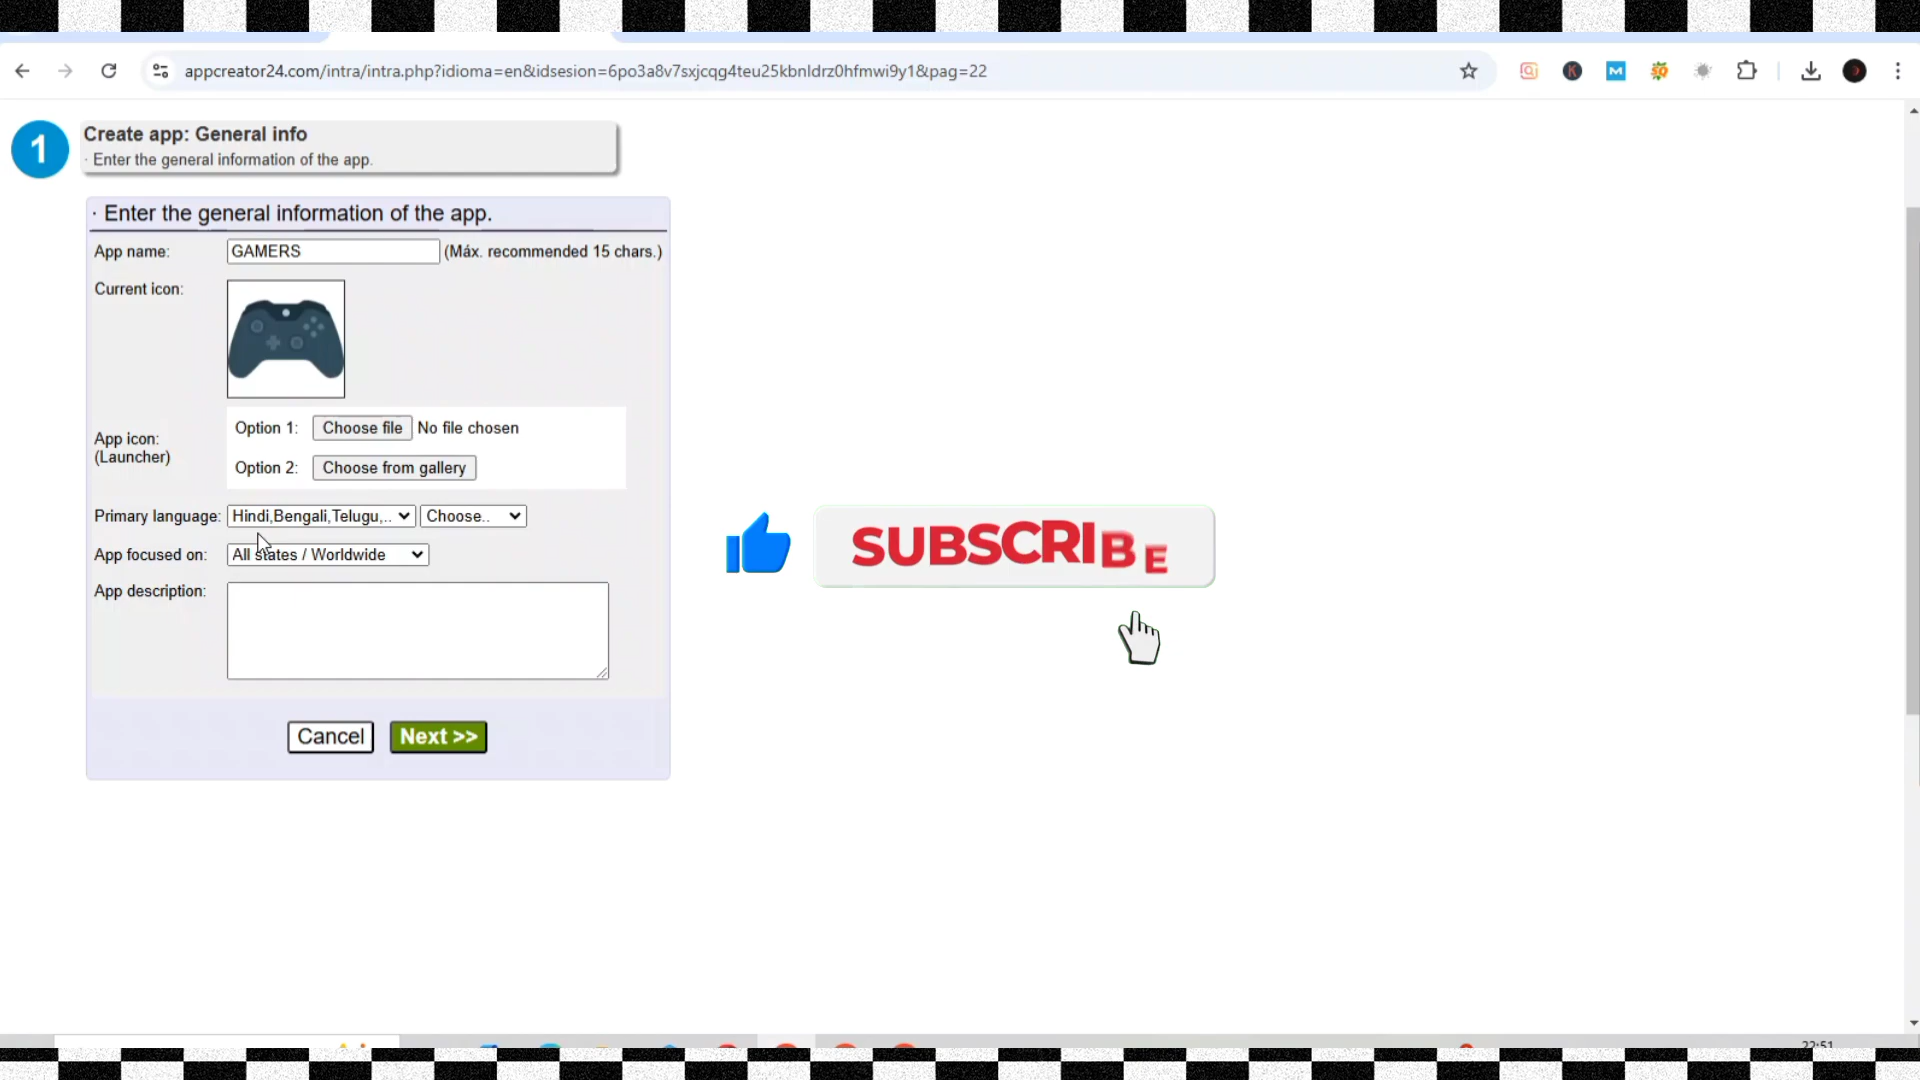 appcreator24.com/intra/intra.php?idioma=en&idsesion=6po3a8v7sxjcqg4teu25kbnldrz0hfmwi9y1&pag=22
1
Create app: General info
· Enter the general information of the app.
· Enter the general information of the app.
App name: GAMERS (Máx. recommended 15 chars.)
Current icon:
App icon:
(Launcher)
Option 1: Choose file No file chosen
Option 2: Choose from gallery
Primary language: Hindi,Bengali,Telugu,.. Choose..
App focused on: All states / Worldwide
App description:
Cancel Next >>
SUBSCRIBE
22:51